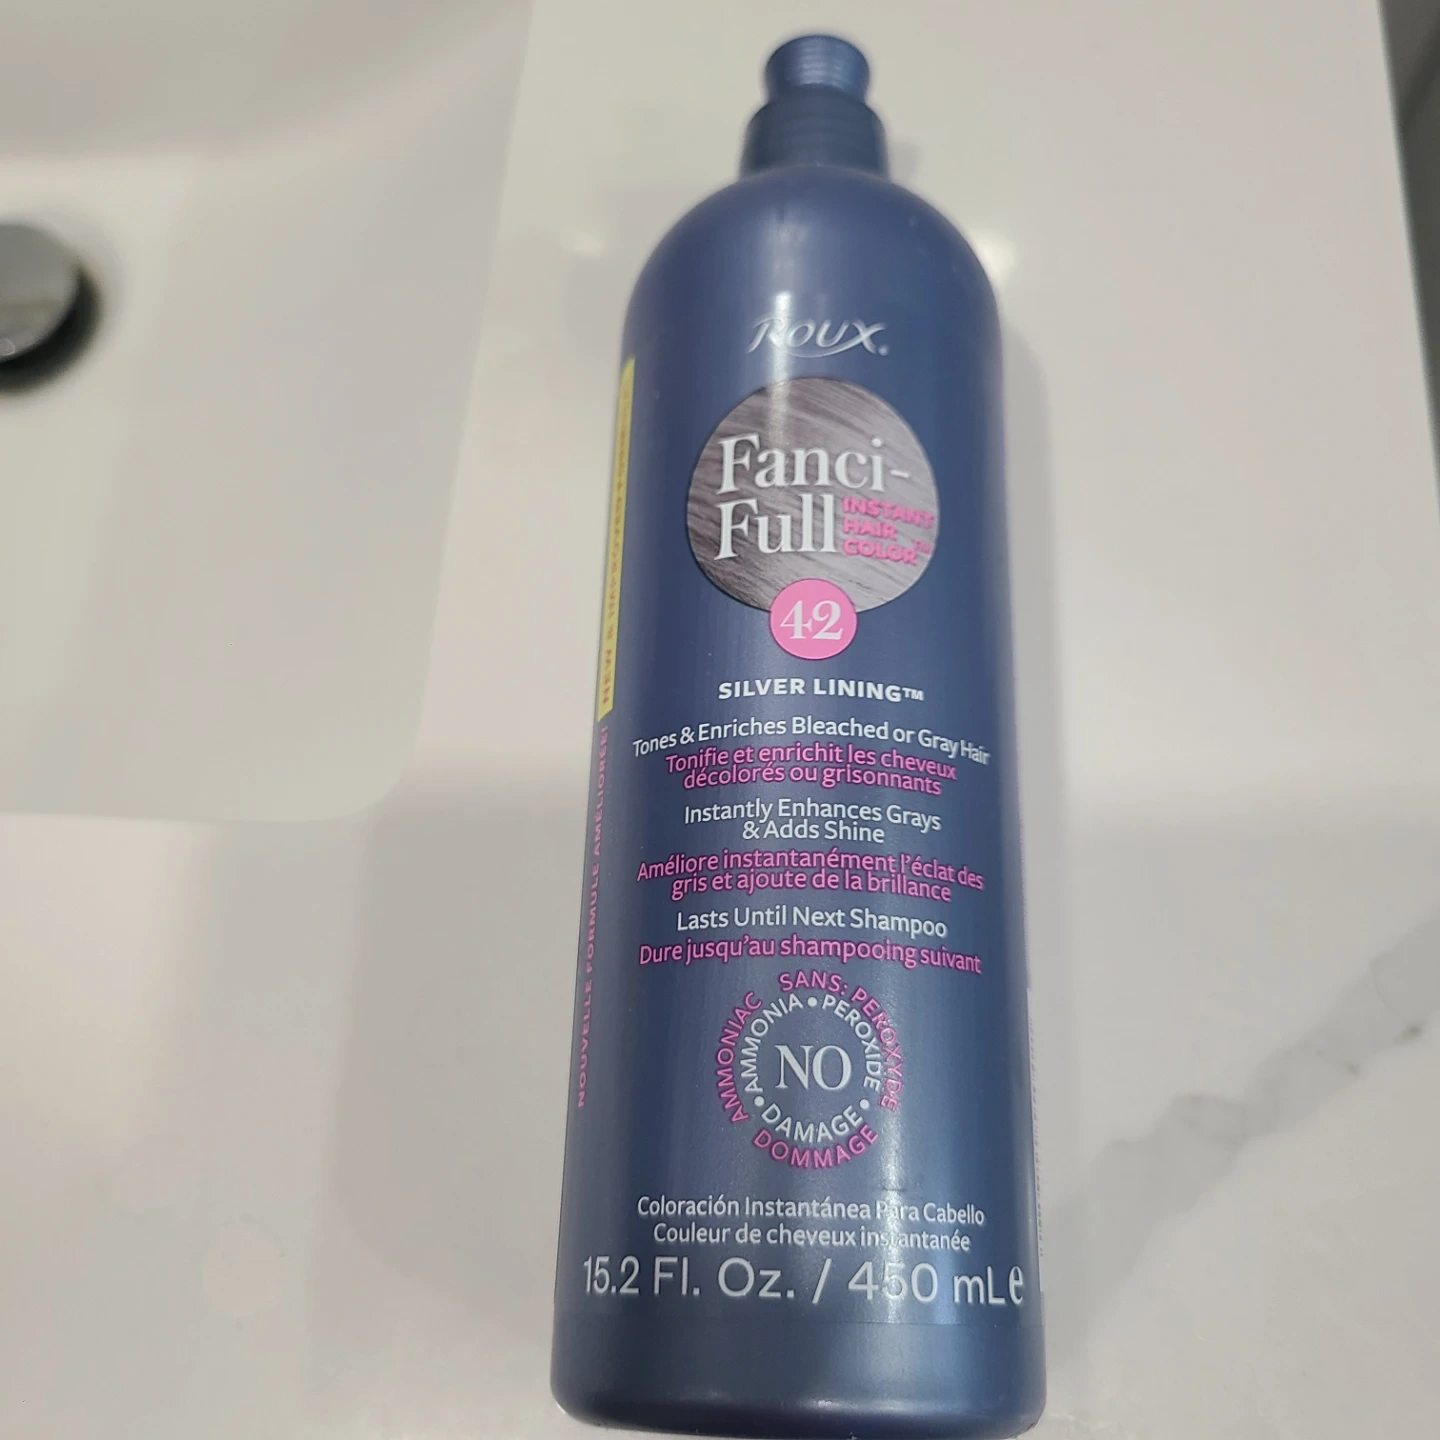 ROUX®
Fanci-
Full
INSTANT
HAIR
COLOR™
42
SILVER LINING™
Tones & Enriches Bleached or Gray Hair
Tonifie et enrichit les cheveux
décolorés ou grisonnants
Instantly Enhances Grays
& Adds Shine
Améliore instantanément l'éclat des
gris et ajoute de la brillance
Lasts Until Next Shampoo
Dure jusqu'au shampooing suivant
SANS: PEROXYDE
AMMONIAC
DOMMAGE
AMMONIA • PEROXIDE • DAMAGE •
NO
Coloración Instantánea Para Cabello
Couleur de cheveux instantanée
15.2 Fl. Oz. / 450 mL e
NEW & IMPROVED
NOUVELLE FORMULE AMÉLIORÉE!